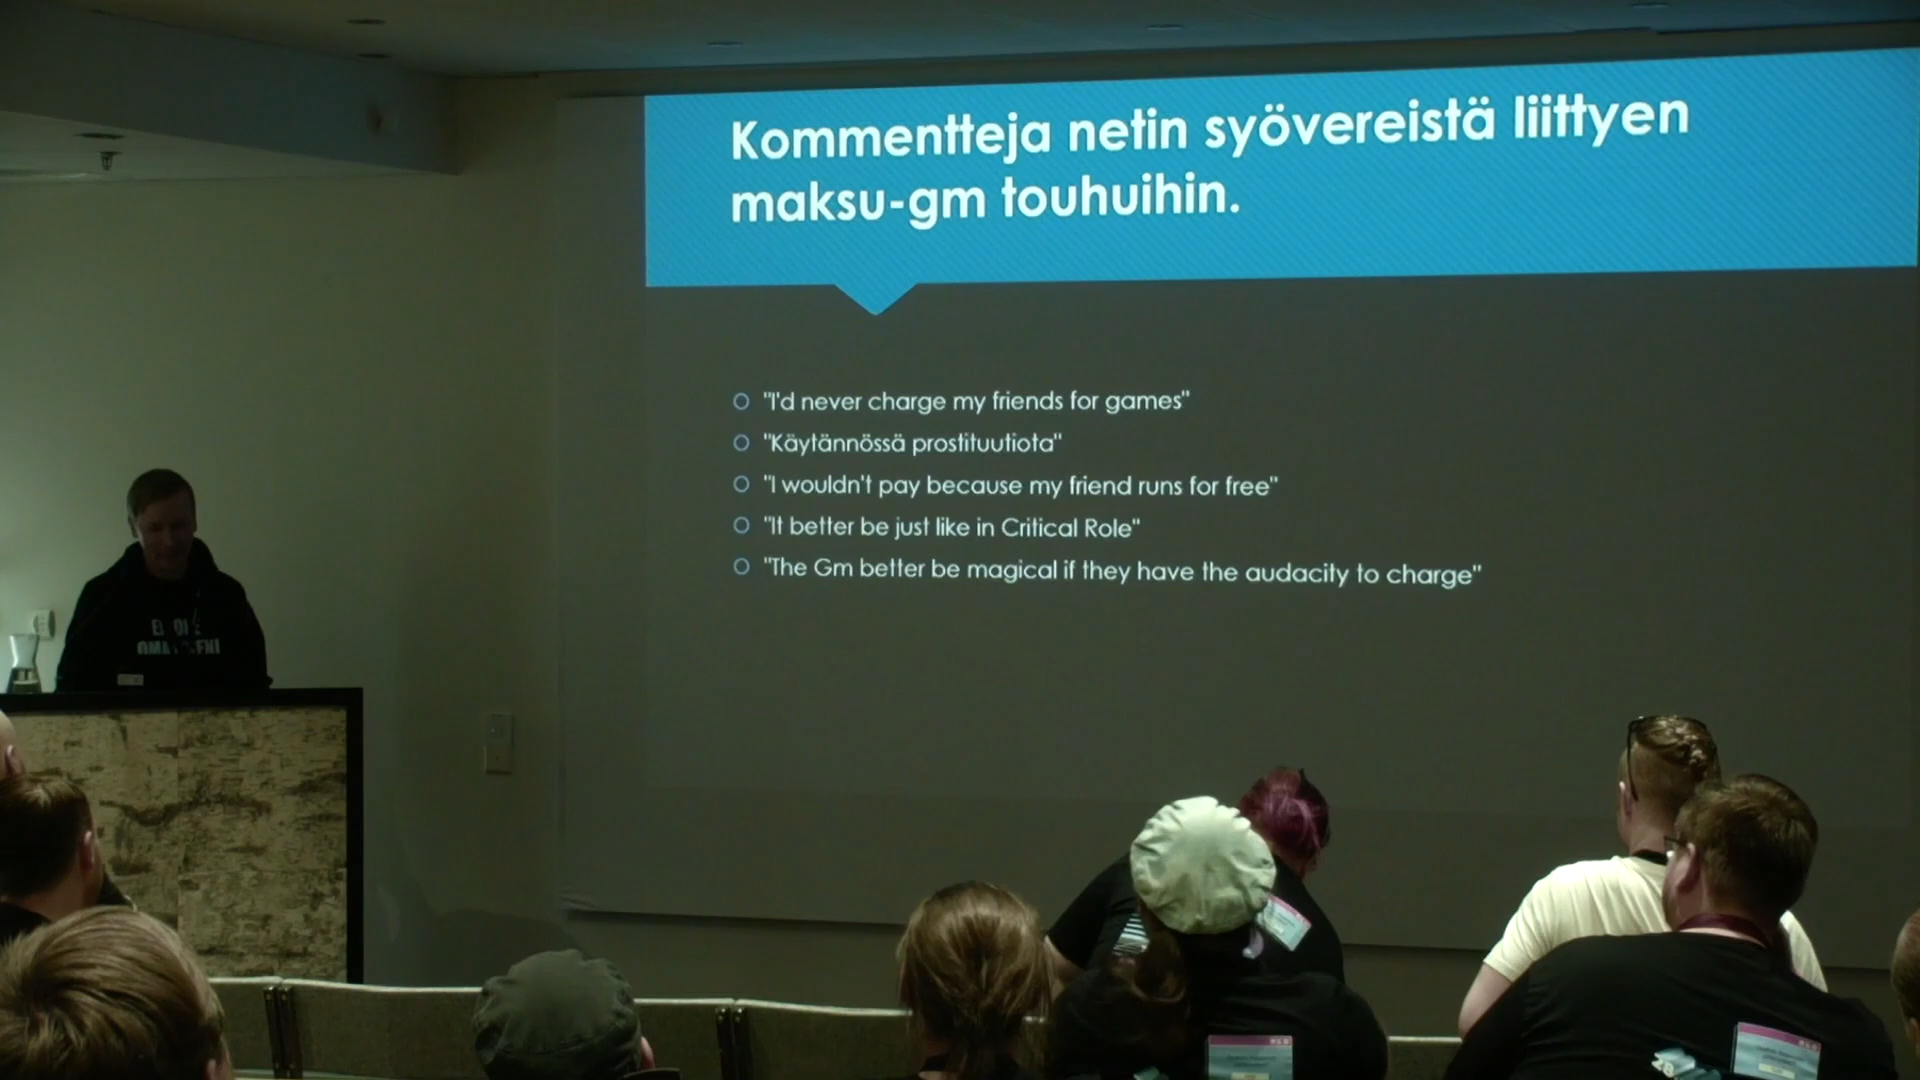 Kommentteja netin syövereistä liittyen
maksu-gm touhuihin.
"I'd never charge my friends for games"
"Käytännössä prostituutiota"
"I wouldn't pay because my friend runs for free"
"It better be just like in Critical Role"
"The Gm better be magical if they have the audacity to charge"